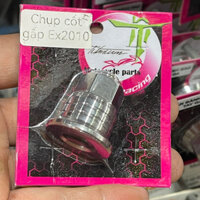 Chụp cốt
gắp Ex2010
cycle parts
racing